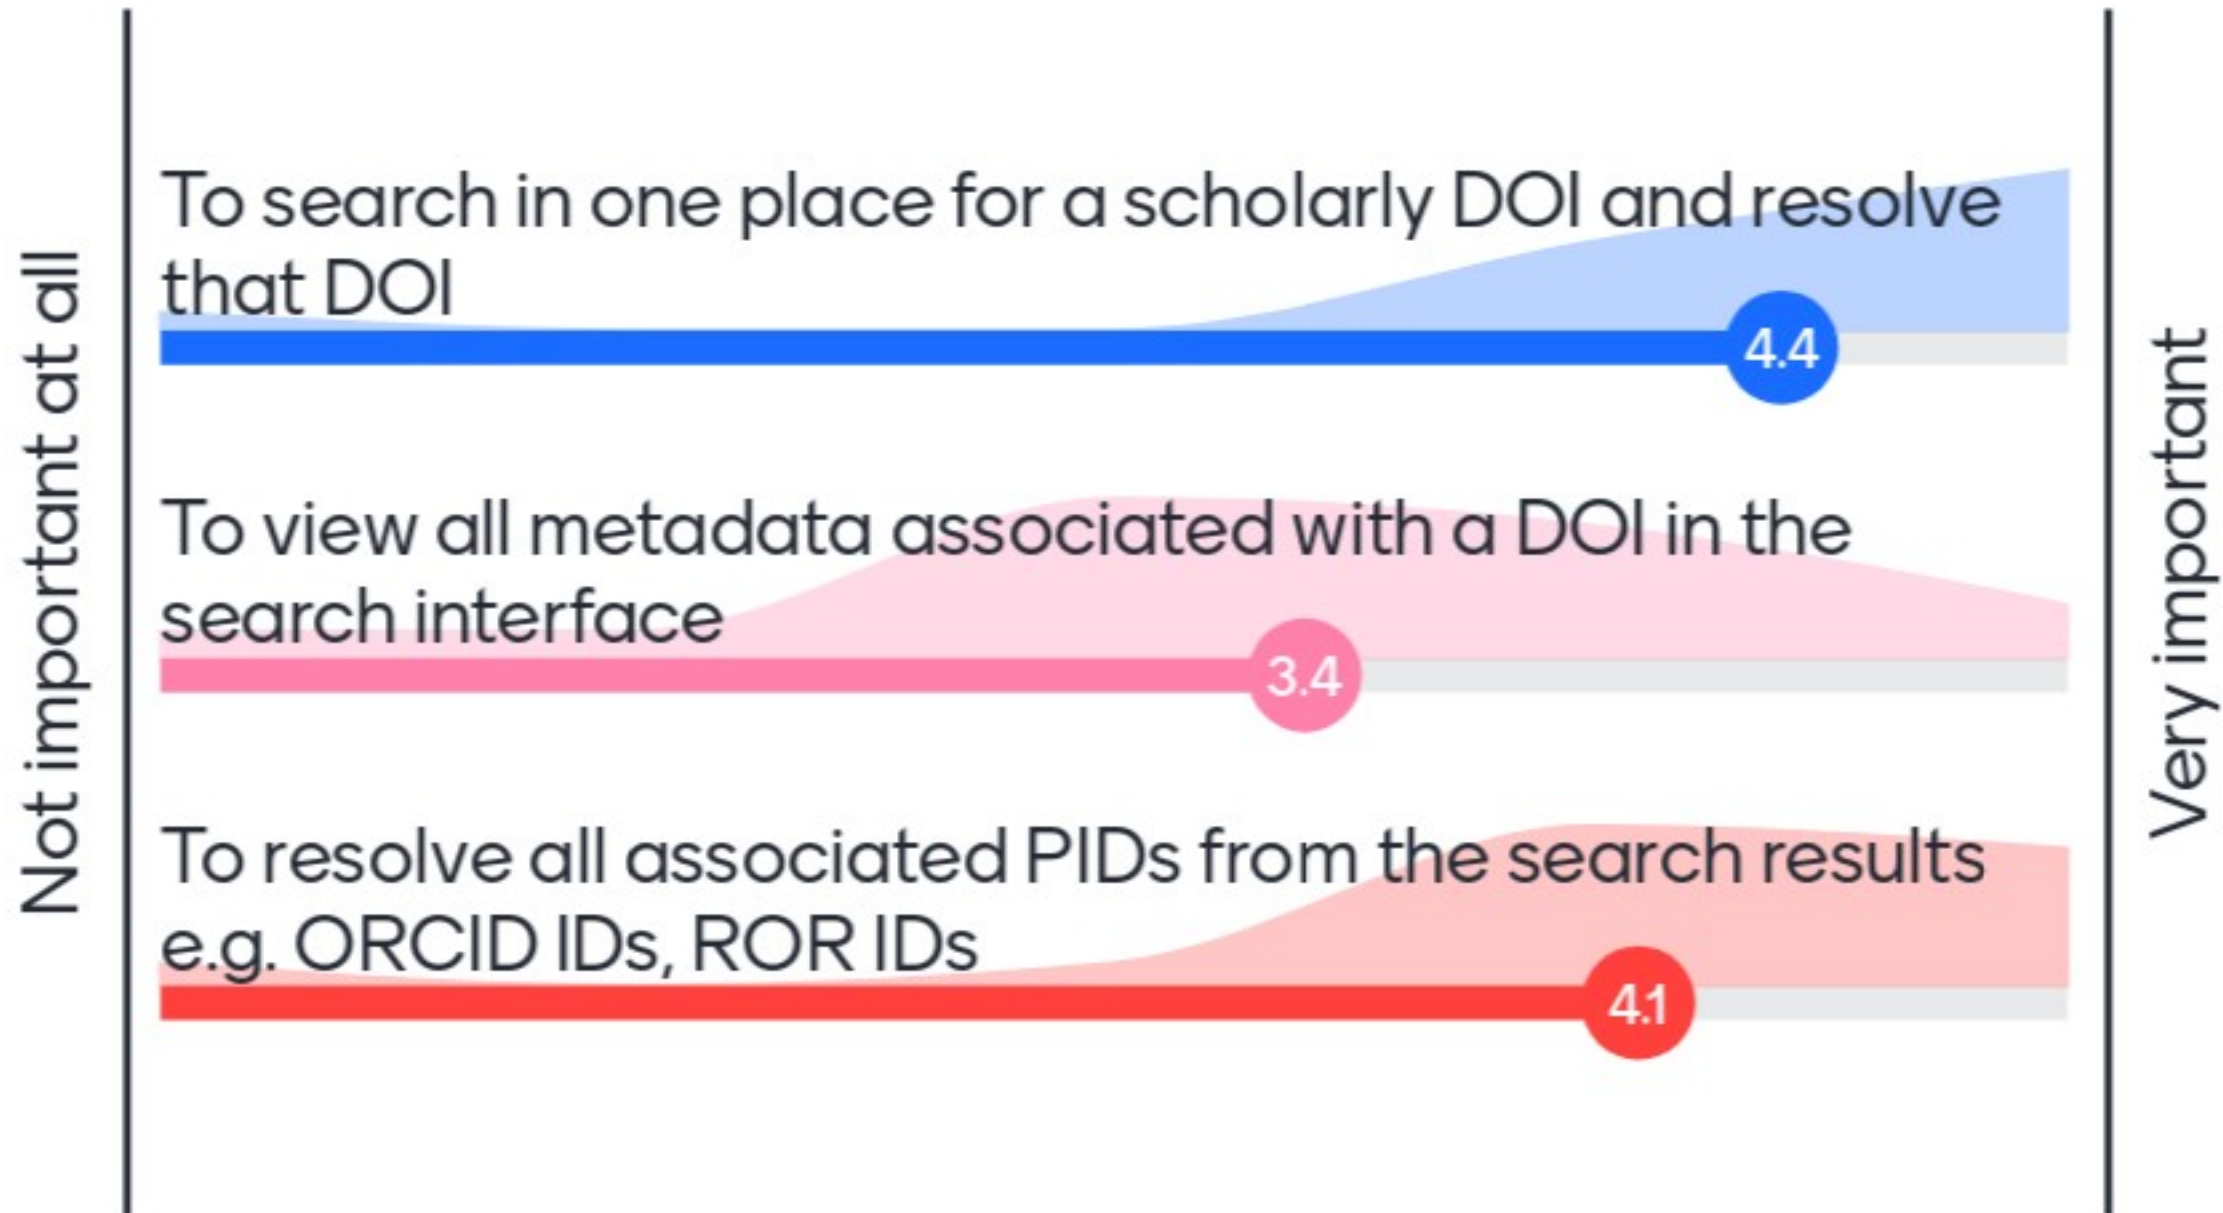 Not important at all
To search in one place for a scholarly DOI and resolve
that DOI
4.4
To view all metadata associated with a DOI in the
search interface
3.4
To resolve all associated PIDs from the search results
e.g. ORCID IDs, ROR IDs
4.1
Very important